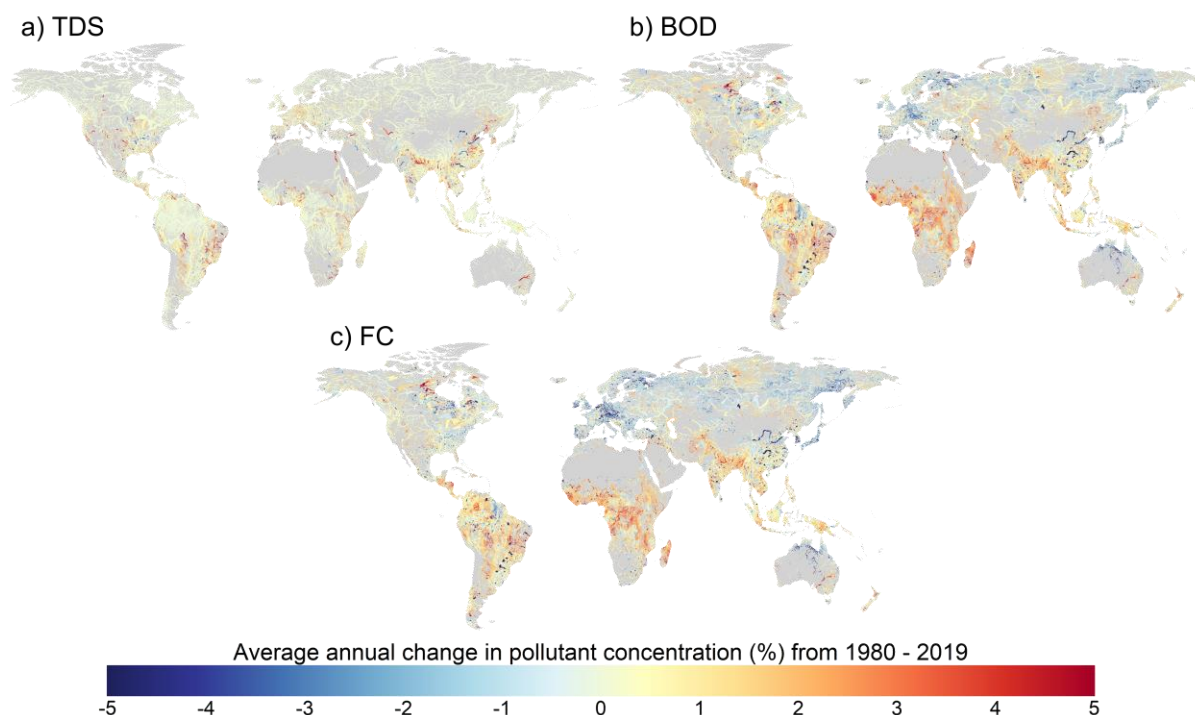 a) TDS
b) BOD
c) FC
Average annual change in pollutant concentration (%) from 1980 - 2019
-5 -4 -3 -2 -1 0 1 2 3 4 5